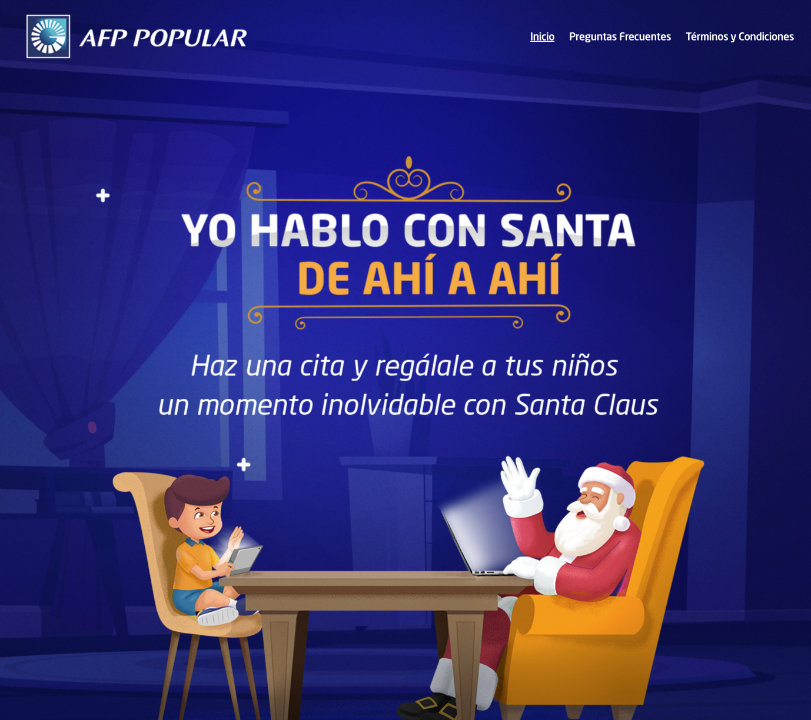 AFP POPULAR
Inicio Preguntas Frecuentes Términos y Condiciones
YO HABLO CON SANTA
DE AHÍ A AHÍ
Haz una cita y regálale a tus niños
un momento inolvidable con Santa Claus